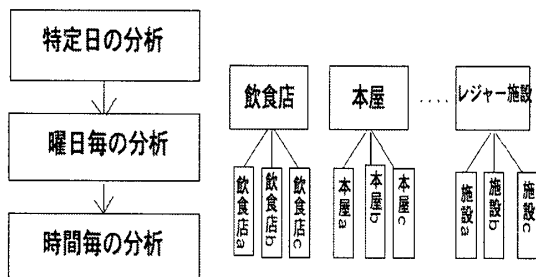 特定日の分析
曜日毎の分析
時間毎の分析
飲食店
本屋
....
レジャー施設
飲食店a
飲食店b
飲食店c
本屋a
本屋b
本屋c
施設a
施設b
施設c